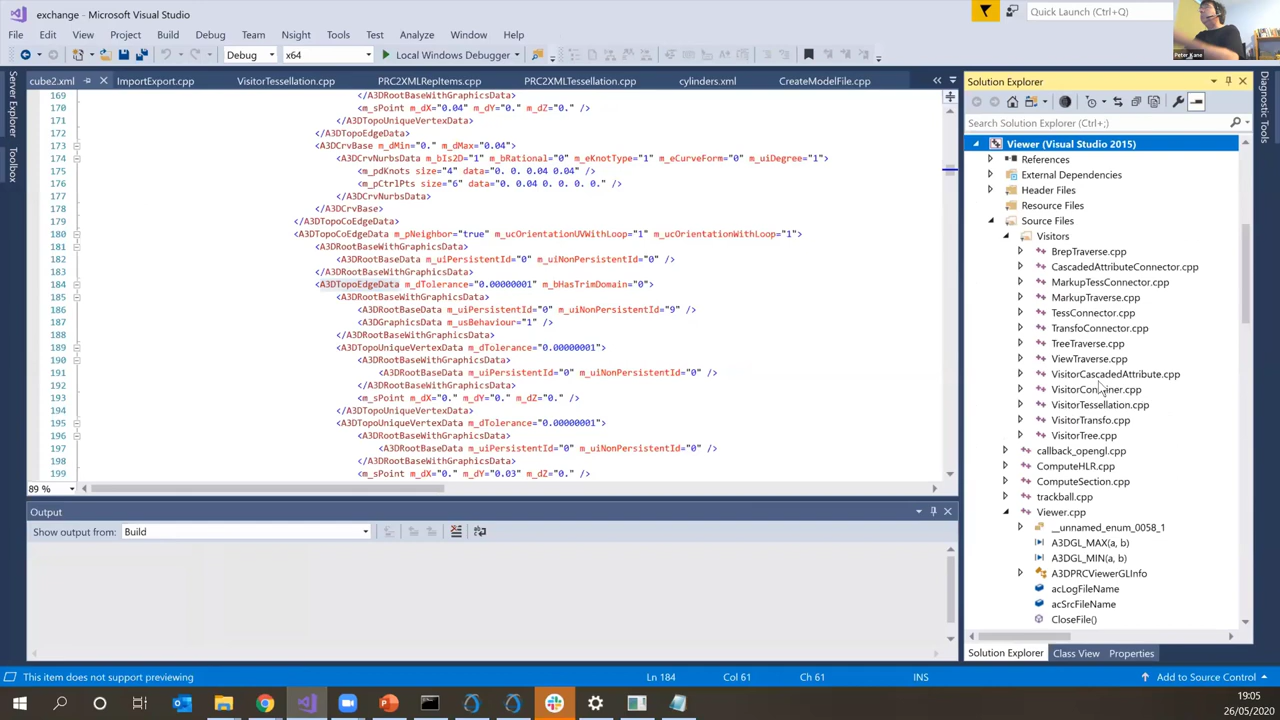 exchange - Microsoft Visual Studio
Quick Launch (Ctrl+;)
Peter Kane
File Edit View Project Build Debug Team Nsight Tools Test Analyze Window Help
Debug x64 Local Windows Debugger
Server Explorer
Toolbox
cube2.xml ImportExport.cpp VisitorTessellation.cpp PRC2XMLRepItems.cpp PRC2XMLTessellation.cpp cylinders.xml CreateModelFile.cpp
169 </A3DRootBaseWithGraphicsData>
170 <m_sPoint m_dX="0.04" m_dY="0." m_dZ="0." />
171 </A3DTopoUniqueVertexData>
172 </A3DTopoEdgeData>
173 <A3DCrvBase m_dMin="0." m_dMax="0.04">
174 <A3DCrvNurbsData m_bIs2D="1" m_bRational="0" m_eKnotType="1" m_eCurveForm="0" m_uiDegree="1">
175 <m_pdKnots size="4" data="0. 0. 0.04 0.04" />
176 <m_pCtrlPts size="6" data="0. 0.04 0. 0. 0. 0." />
177 </A3DCrvNurbsData>
178 </A3DCrvBase>
179 </A3DTopoCoEdgeData>
180 <A3DTopoCoEdgeData m_pNeighbor="true" m_ucOrientationUVWithLoop="1" m_ucOrientationWithLoop="1">
181 <A3DRootBaseWithGraphicsData>
182 <A3DRootBaseData m_uiPersistentId="0" m_uiNonPersistentId="0" />
183 </A3DRootBaseWithGraphicsData>
184 <A3DTopoEdgeData m_dTolerance="0.00000001" m_bHasTrimDomain="0">
185 <A3DRootBaseWithGraphicsData>
186 <A3DRootBaseData m_uiPersistentId="0" m_uiNonPersistentId="9" />
187 <A3DGraphicsData m_usBehaviour="1" />
188 </A3DRootBaseWithGraphicsData>
189 <A3DTopoUniqueVertexData m_dTolerance="0.00000001">
190 <A3DRootBaseWithGraphicsData>
191 <A3DRootBaseData m_uiPersistentId="0" m_uiNonPersistentId="0" />
192 </A3DRootBaseWithGraphicsData>
193 <m_sPoint m_dX="0." m_dY="0." m_dZ="0." />
194 </A3DTopoUniqueVertexData>
195 <A3DTopoUniqueVertexData m_dTolerance="0.00000001">
196 <A3DRootBaseWithGraphicsData>
197 <A3DRootBaseData m_uiPersistentId="0" m_uiNonPersistentId="0" />
198 </A3DRootBaseWithGraphicsData>
199 <m_sPoint m_dX="0." m_dY="0.03" m_dZ="0." />
89 %
Output
Show output from: Build
Solution Explorer
Search Solution Explorer (Ctrl+;)
Viewer (Visual Studio 2015)
References
External Dependencies
Header Files
Resource Files
Source Files
Visitors
BrepTraverse.cpp
CascadedAttributeConnector.cpp
MarkupTessConnector.cpp
MarkupTraverse.cpp
TessConnector.cpp
TransfoConnector.cpp
TreeTraverse.cpp
ViewTraverse.cpp
VisitorCascadedAttribute.cpp
VisitorContainer.cpp
VisitorTessellation.cpp
VisitorTransfo.cpp
VisitorTree.cpp
callback_opengl.cpp
ComputeHLR.cpp
ComputeSection.cpp
trackball.cpp
Viewer.cpp
__unnamed_enum_0058_1
A3DGL_MAX(a, b)
A3DGL_MIN(a, b)
A3DPRCViewerGLInfo
acLogFileName
acSrcFileName
CloseFile()
Solution Explorer Class View Properties
Diagnostic Tools
This item does not support previewing Ln 184 Col 61 Ch 61 INS Add to Source Control
19:05
26/05/2020